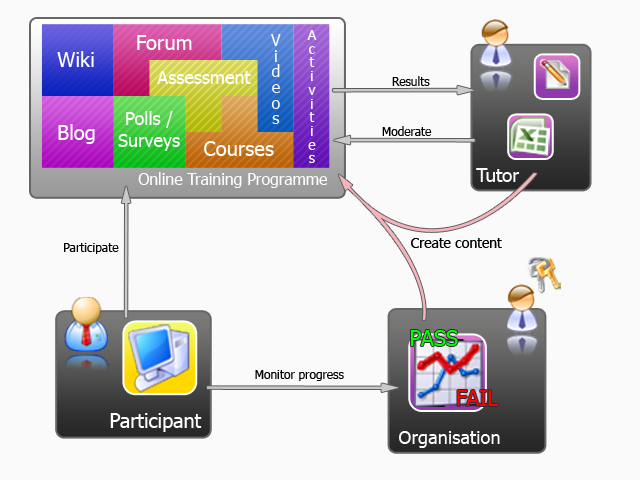 Wiki
Forum
Videos
Activities
Assessment
Blog
Polls /
Surveys
Courses
Online Training Programme
Results
Moderate
Tutor
Create content
Participate
Participant
Monitor progress
PASS
FAIL
Organisation